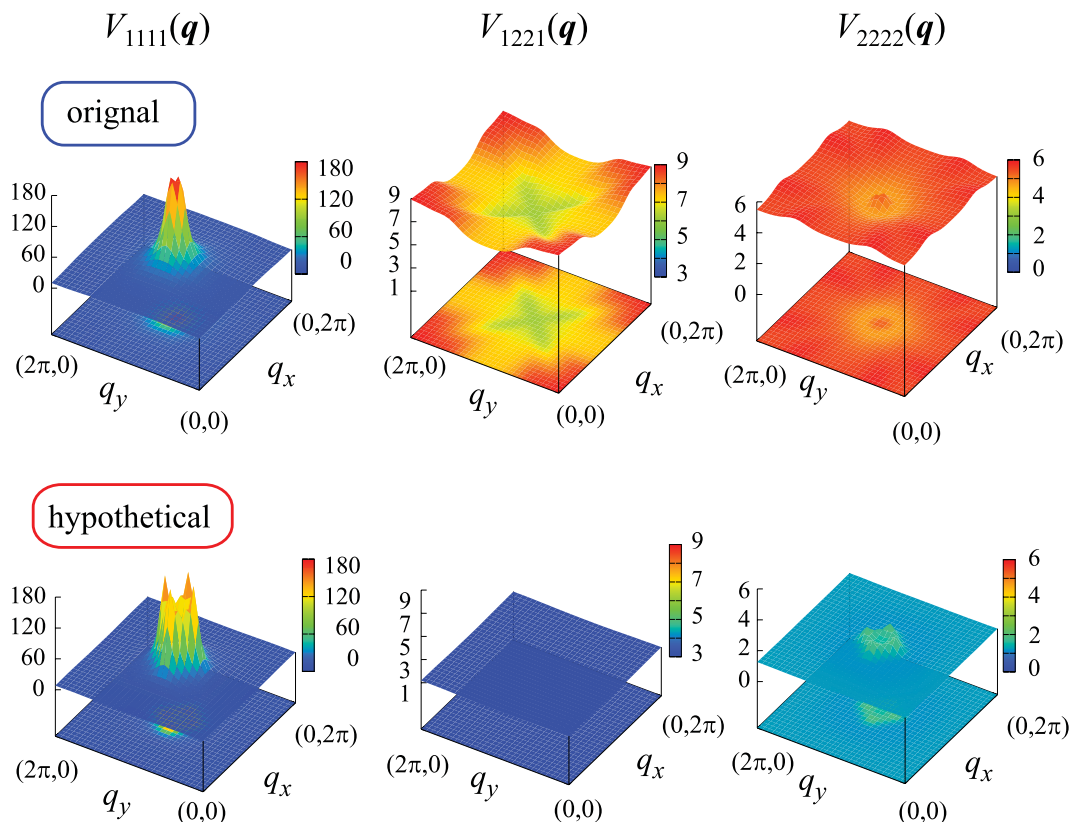 V1111(q) V1221(q) V2222(q)
orignal
180
120
60
0
180
120
60
0
(2π,0)
qy
(0,0)
qx
(0,2π)
9
7
5
3
1
9
7
5
3
(2π,0)
qy
(0,0)
qx
(0,2π)
6
4
2
0
6
4
2
0
(2π,0)
qy
(0,0)
qx
(0,2π)
hypothetical
180
120
60
0
180
120
60
0
(2π,0)
qy
(0,0)
qx
(0,2π)
9
7
5
3
1
9
7
5
3
(2π,0)
qy
(0,0)
qx
(0,2π)
6
4
2
0
6
4
2
0
(2π,0)
qy
(0,0)
qx
(0,2π)